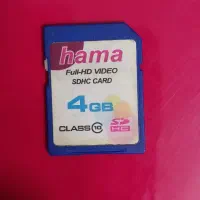 hama
Full-HD VIDEO
SDHC CARD
4GB
CLASS 10
SD
HC